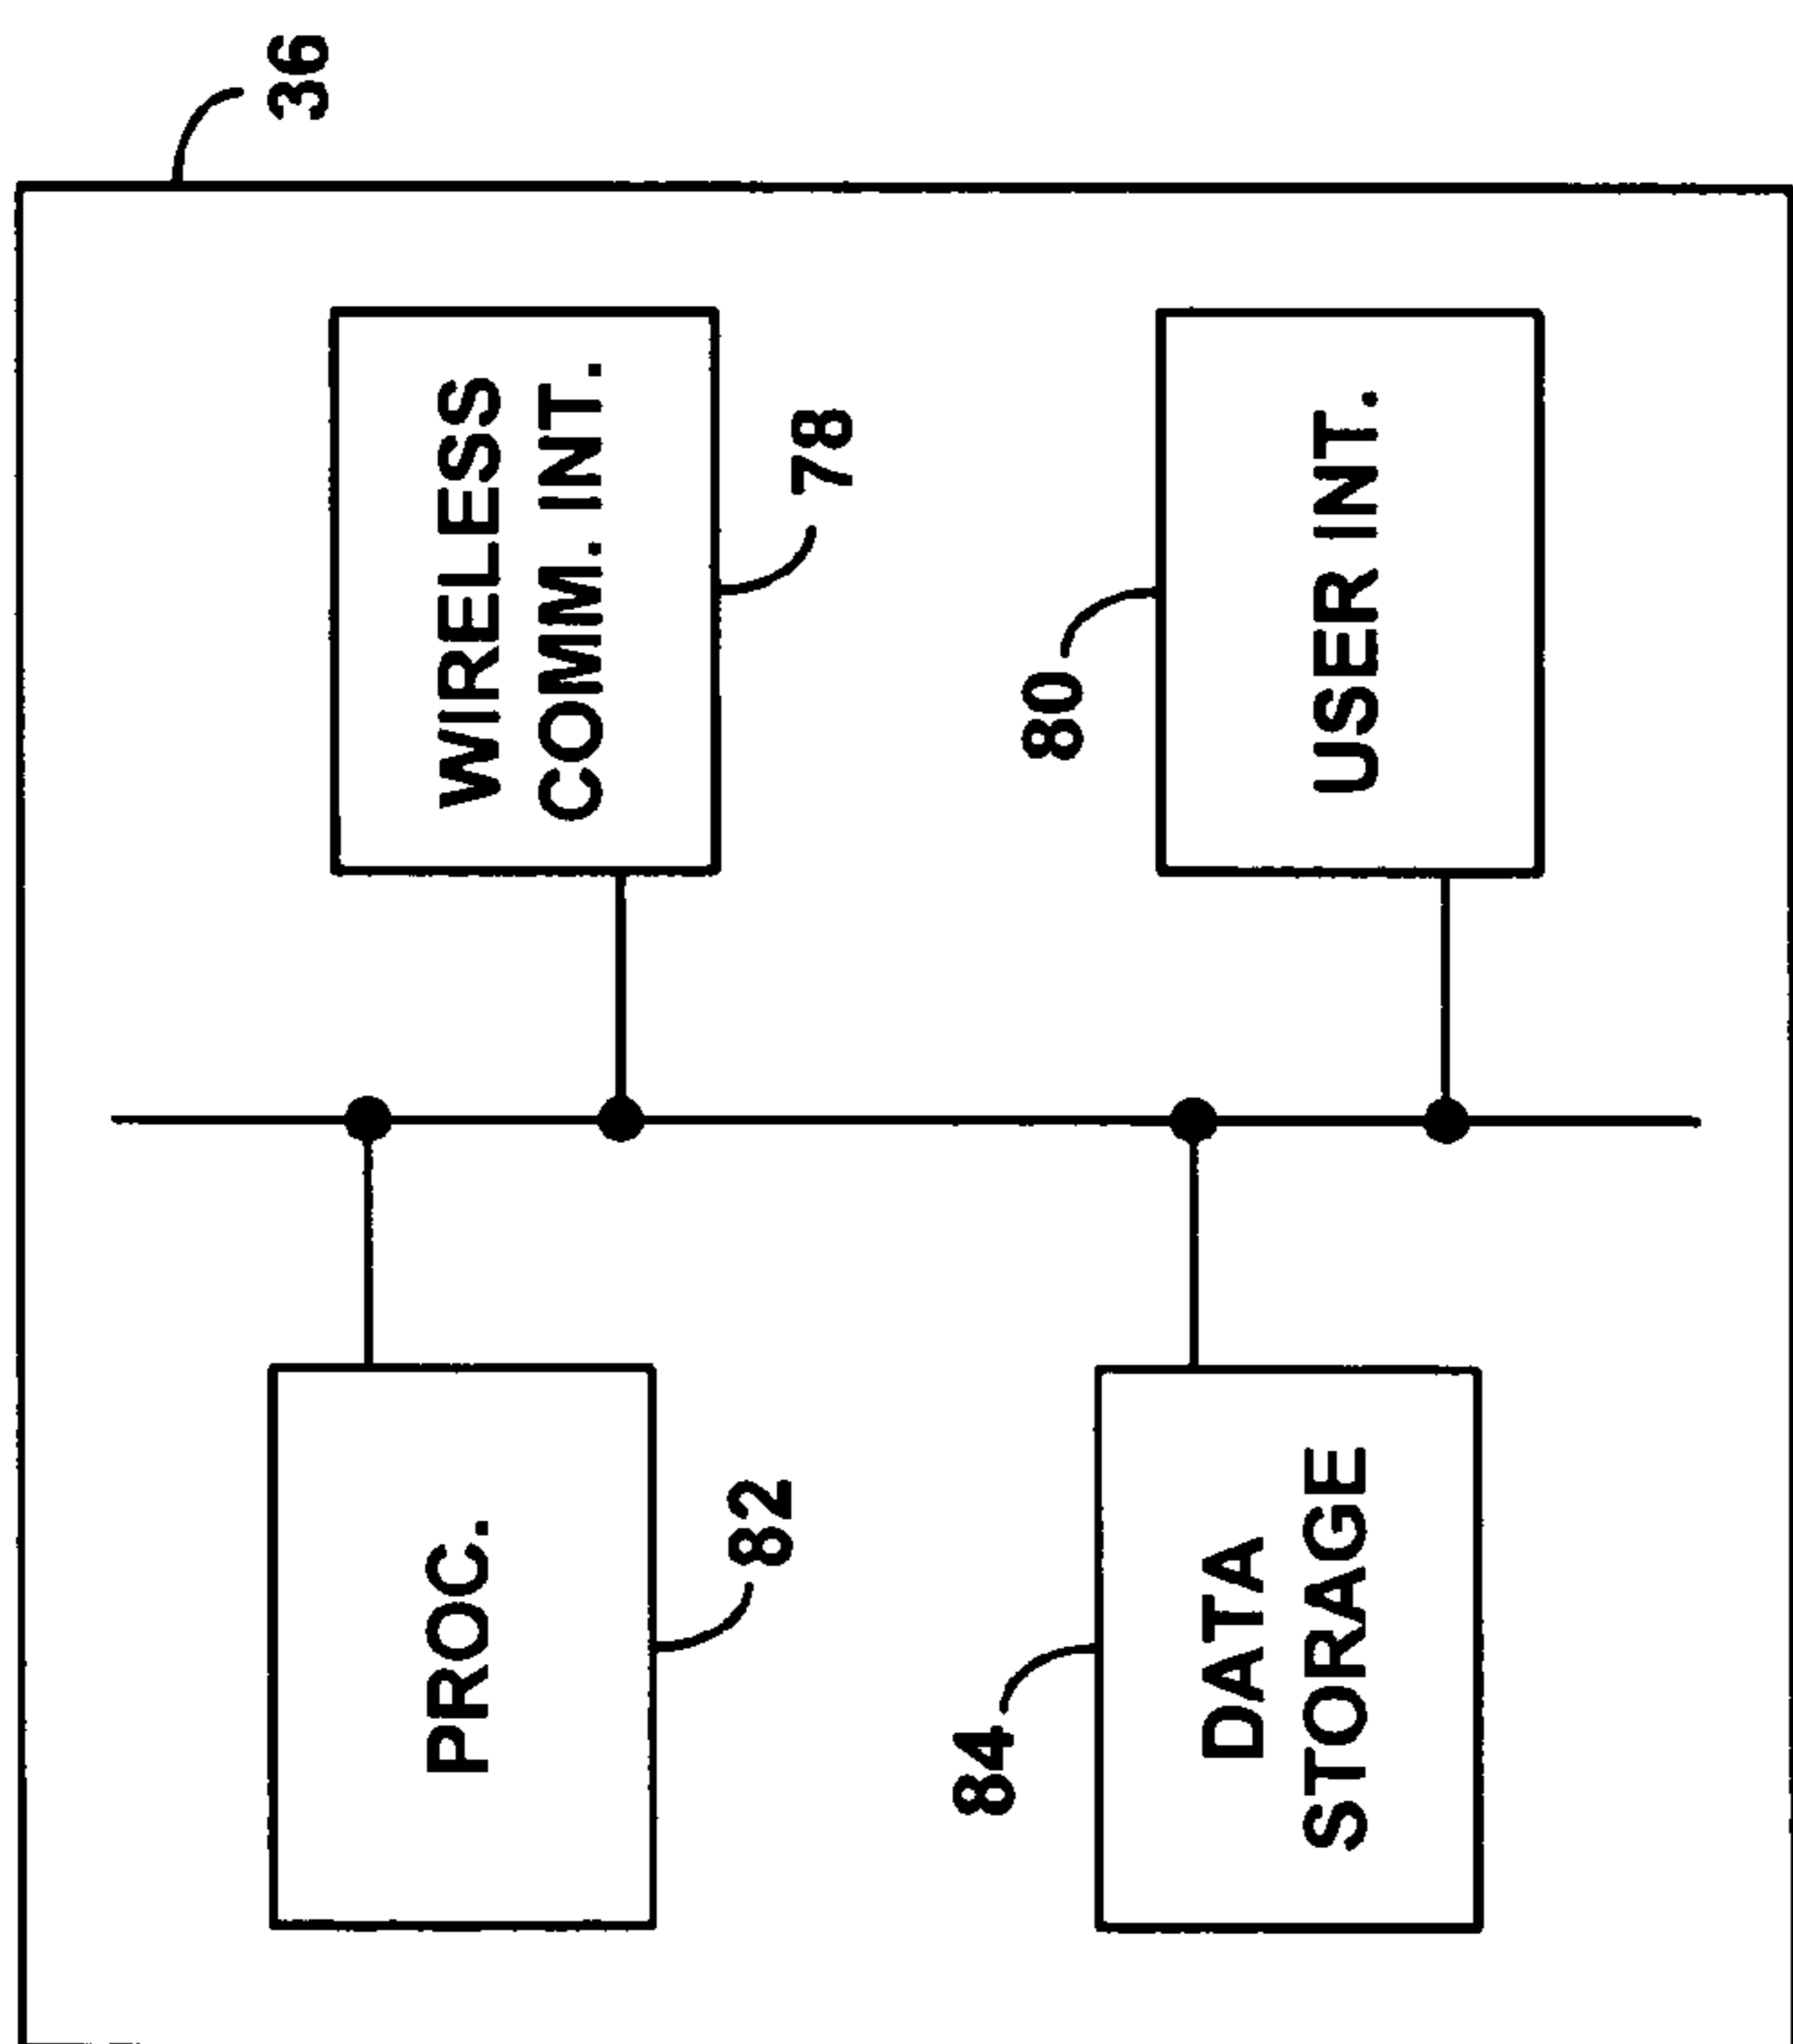 36
WIRELESS
COMM. INT.
78
80
USER INT.
PROC.
82
84
DATA
STORAGE